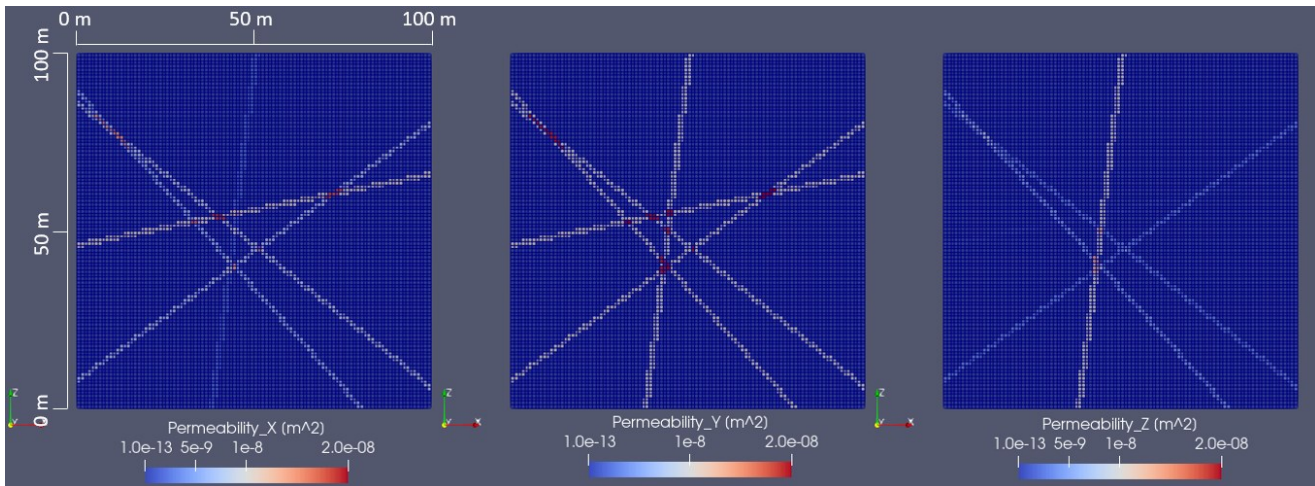 0 m 50 m 100 m
100 m
50 m
0 m
Z
Y
Z
Y X
Z
Y X
Permeability_X (m^2)
1.0e-13 5e-9 1e-8 2.0e-08
Permeability_Y (m^2)
1.0e-13 1e-8 2.0e-08
Permeability_Z (m^2)
1.0e-13 5e-9 1e-8 2.0e-08